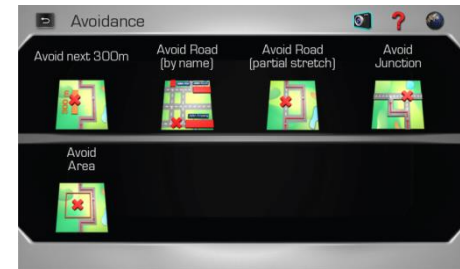 Avoidance
Avoid next 300m
Avoid Road
(by name)
Avoid Road
(partial stretch)
Avoid
Junction
Avoid
Area